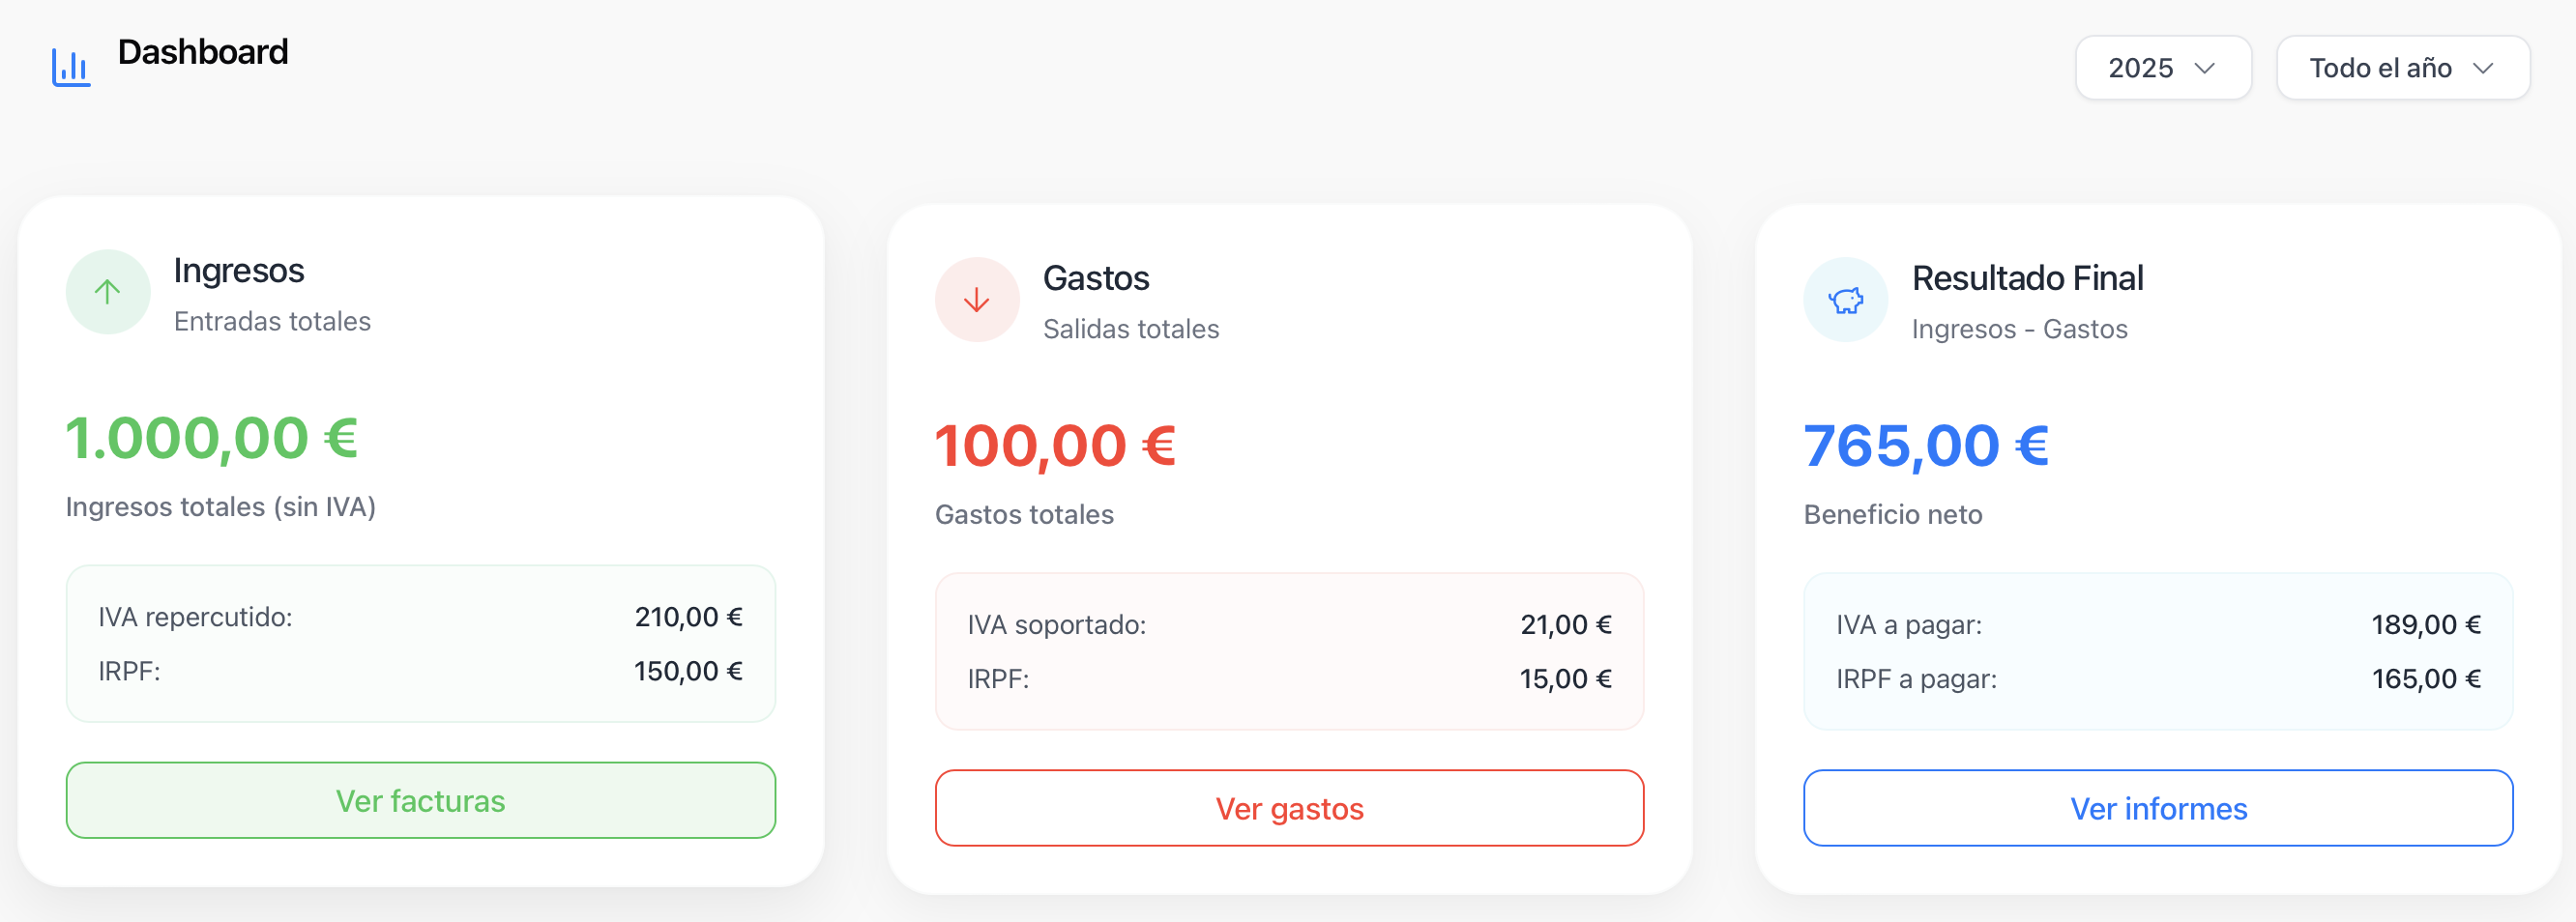 Dashboard
2025
Todo el año
Ingresos
Entradas totales
1.000,00 €
Ingresos totales (sin IVA)
IVA repercutido: 210,00 €
IRPF: 150,00 €
Ver facturas
Gastos
Salidas totales
100,00 €
Gastos totales
IVA soportado: 21,00 €
IRPF: 15,00 €
Ver gastos
Resultado Final
Ingresos - Gastos
765,00 €
Beneficio neto
IVA a pagar: 189,00 €
IRPF a pagar: 165,00 €
Ver informes